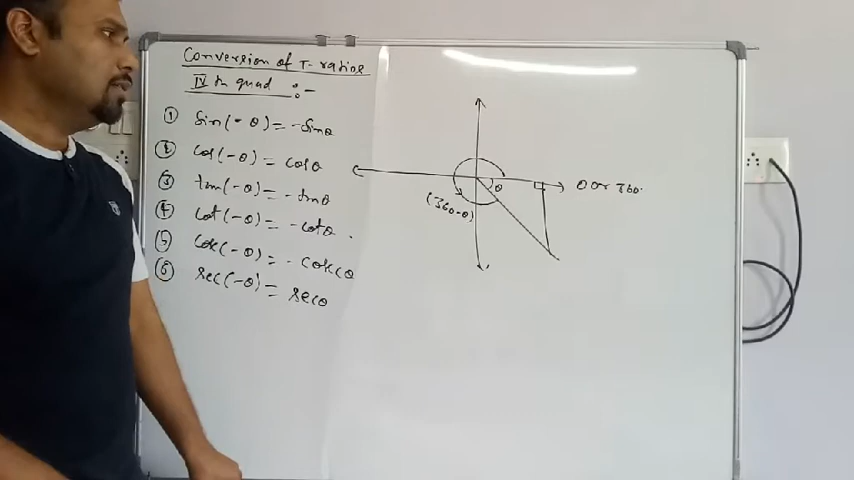 Conversion of T-ratios
IV th quad :-
① sin(-θ) = -sinθ
② cos(-θ) = cosθ
③ tan(-θ) = -tanθ
④ cot(-θ) = -cotθ
⑤ cosec(-θ) = -cosecθ
⑥ sec(-θ) = secθ
θ
0 or 360
(360-θ)